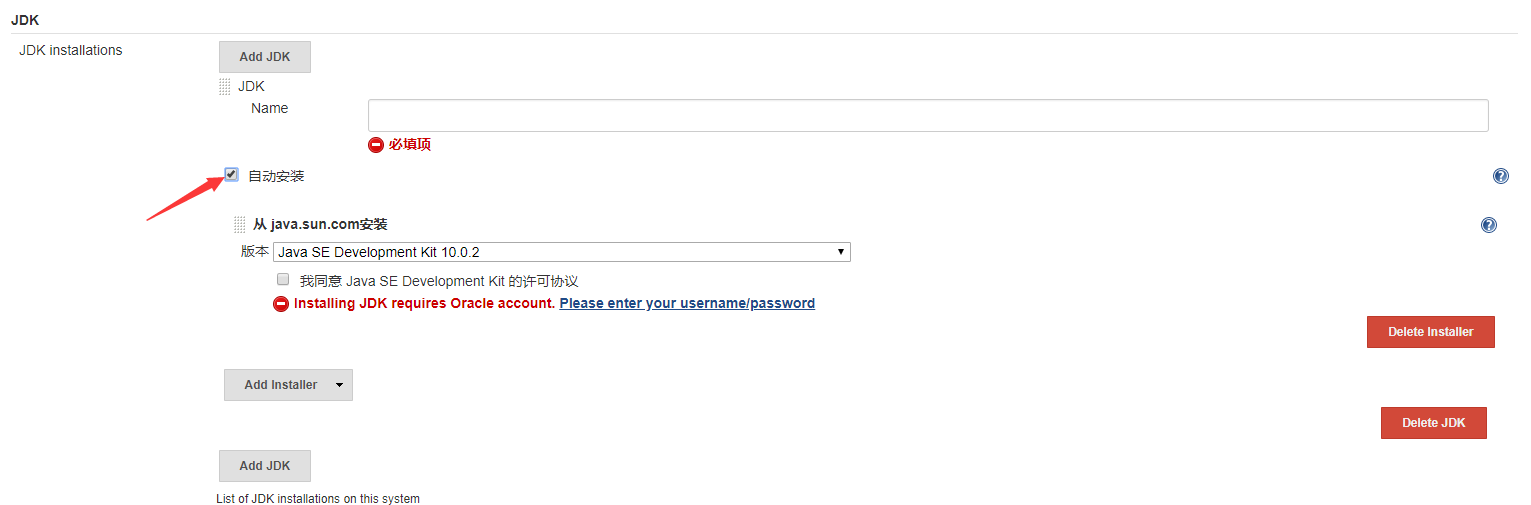 JDK
JDK installations
Add JDK
JDK
Name
必填项
自动安装
从 java.sun.com安装
版本 Java SE Development Kit 10.0.2
我同意 Java SE Development Kit 的许可协议
Installing JDK requires Oracle account. Please enter your username/password
Delete Installer
Add Installer
Delete JDK
Add JDK
List of JDK installations on this system